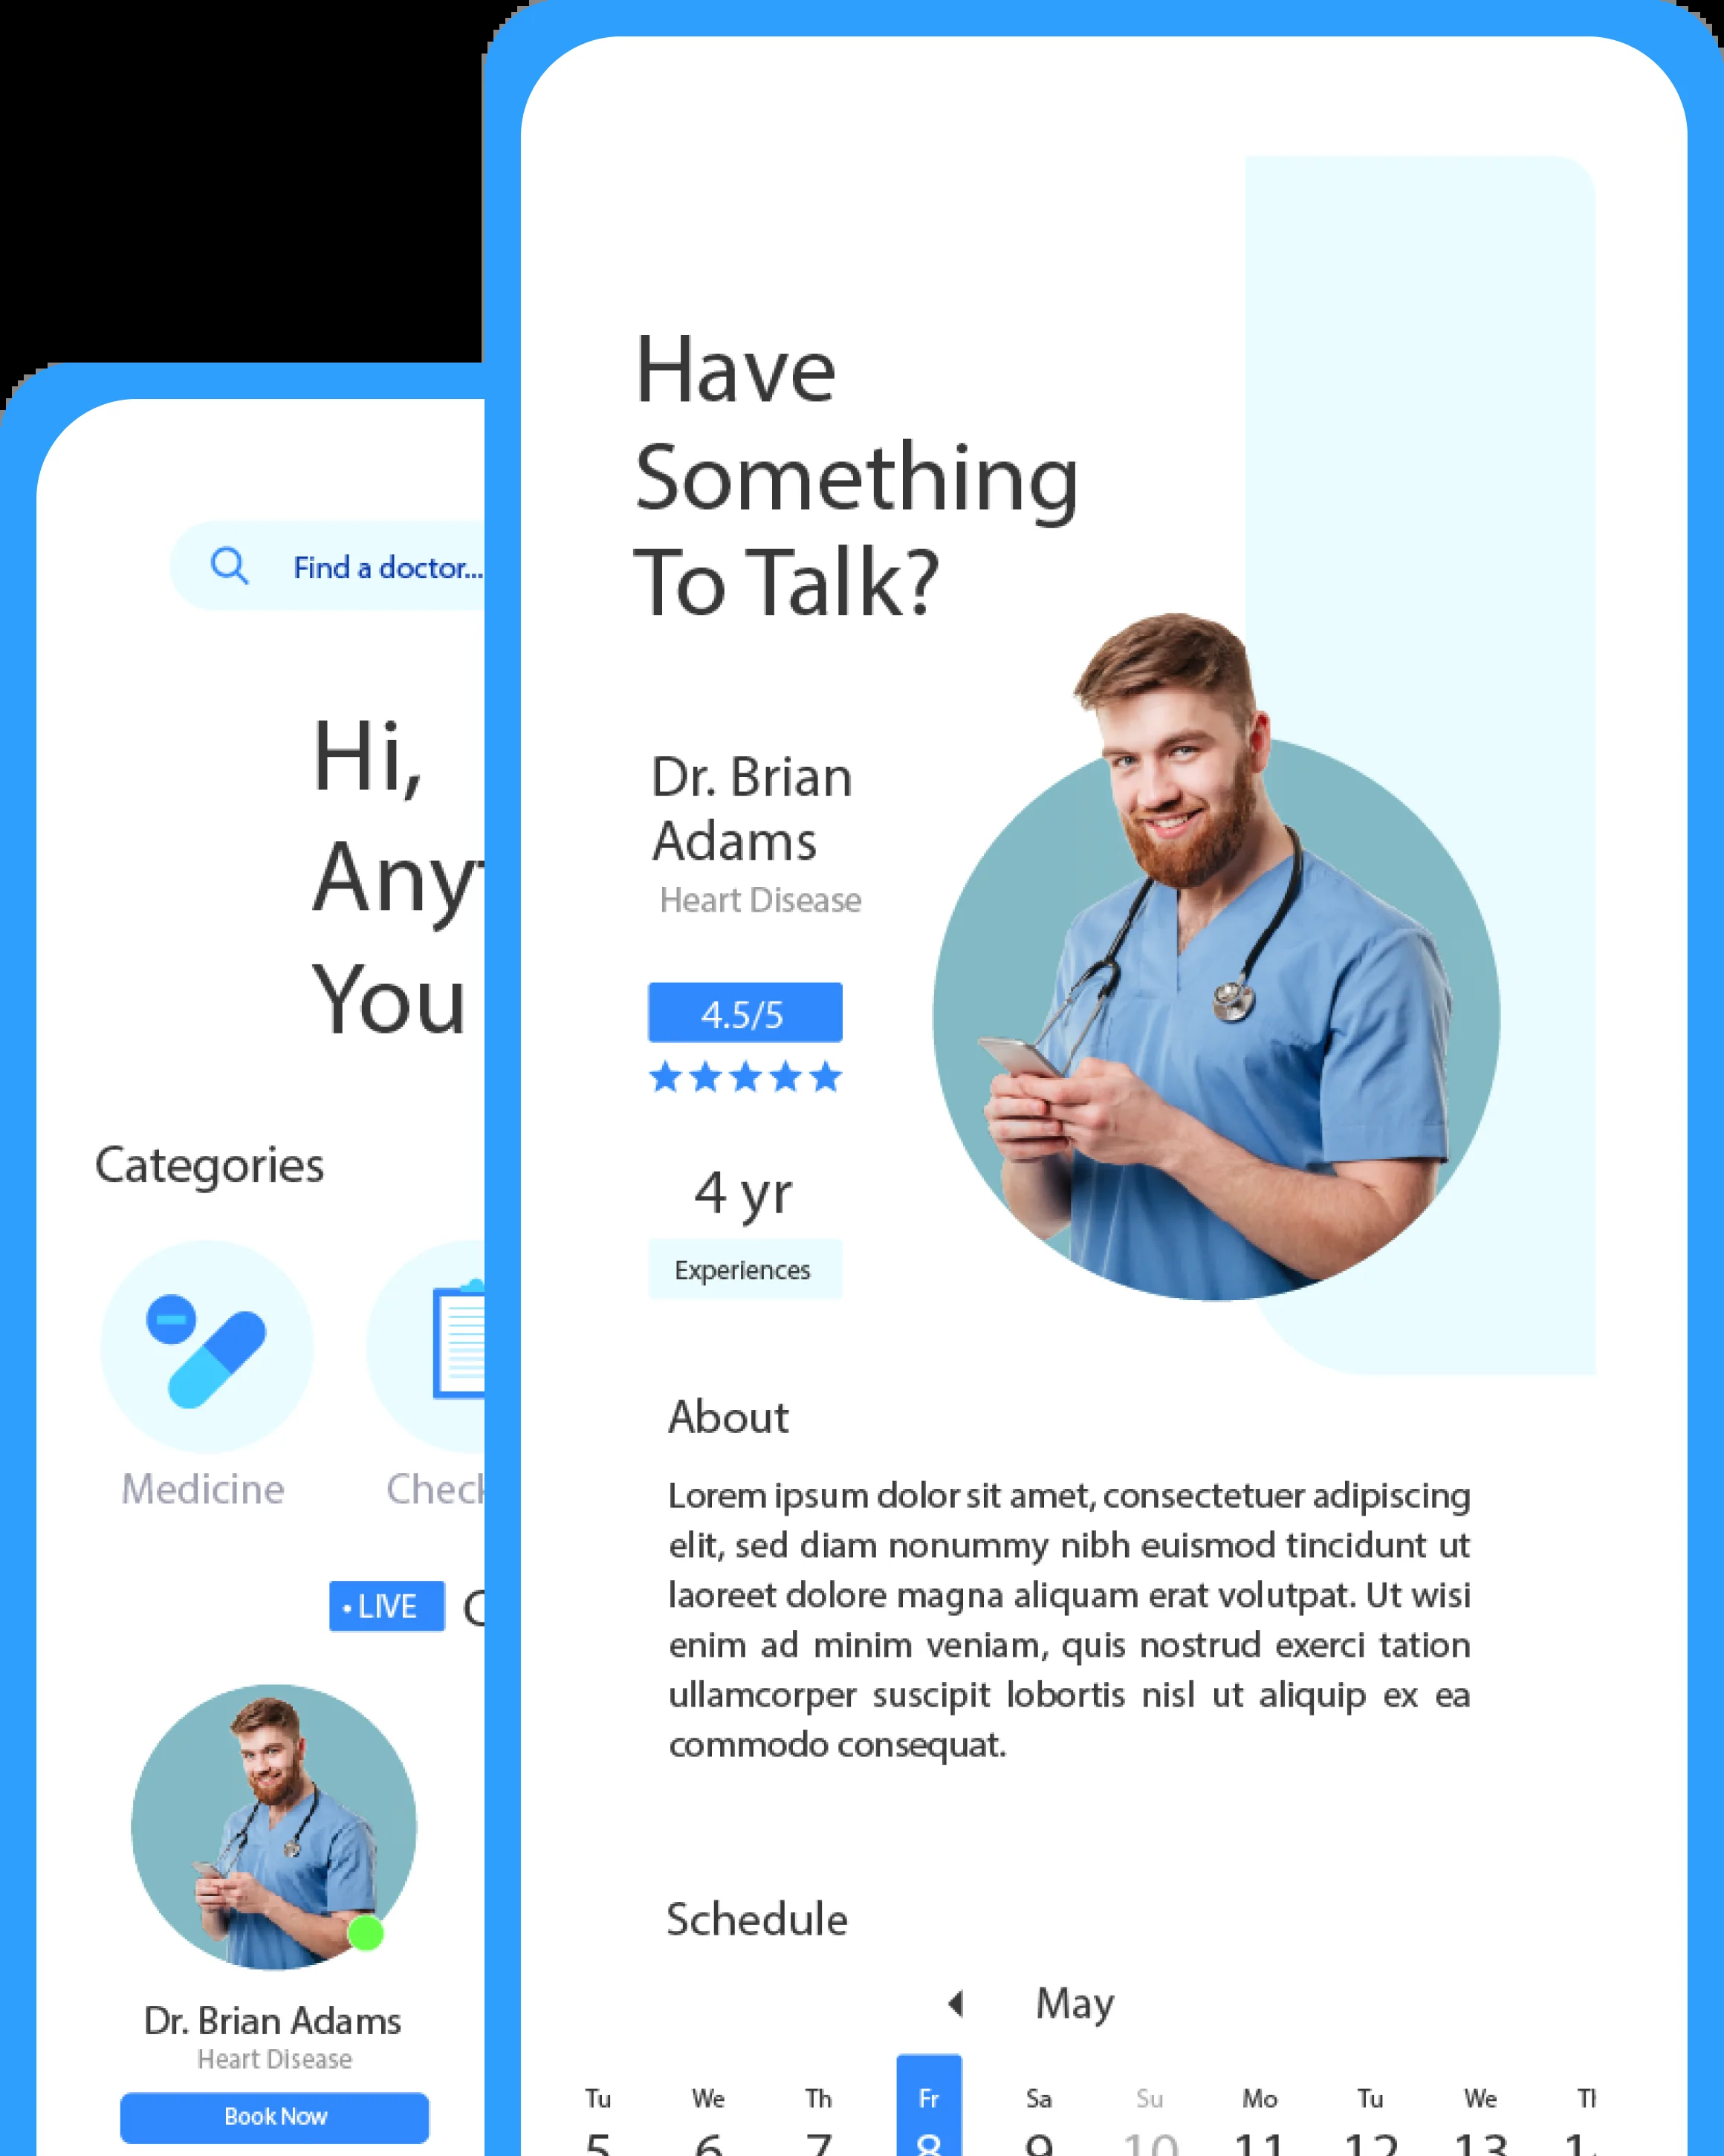 Find a doctor...
Hi,
You
Categories
Medicine
• LIVE
Dr. Brian Adams
Heart Disease
Book Now
Have
Something
To Talk?
Dr. Brian
Adams
Heart Disease
4.5/5
4 yr
Experiences
About
Lorem ipsum dolor sit amet, consectetuer adipiscing
elit, sed diam nonummy nibh euismod tincidunt ut
laoreet dolore magna aliquam erat volutpat. Ut wisi
enim ad minim veniam, quis nostrud exerci tation
ullamcorper suscipit lobortis nisl ut aliquip ex ea
commodo consequat.
Schedule
May
Tu We Th Fr Sa Su Mo Tu We
5 6 7 8 9 10 11 12 13